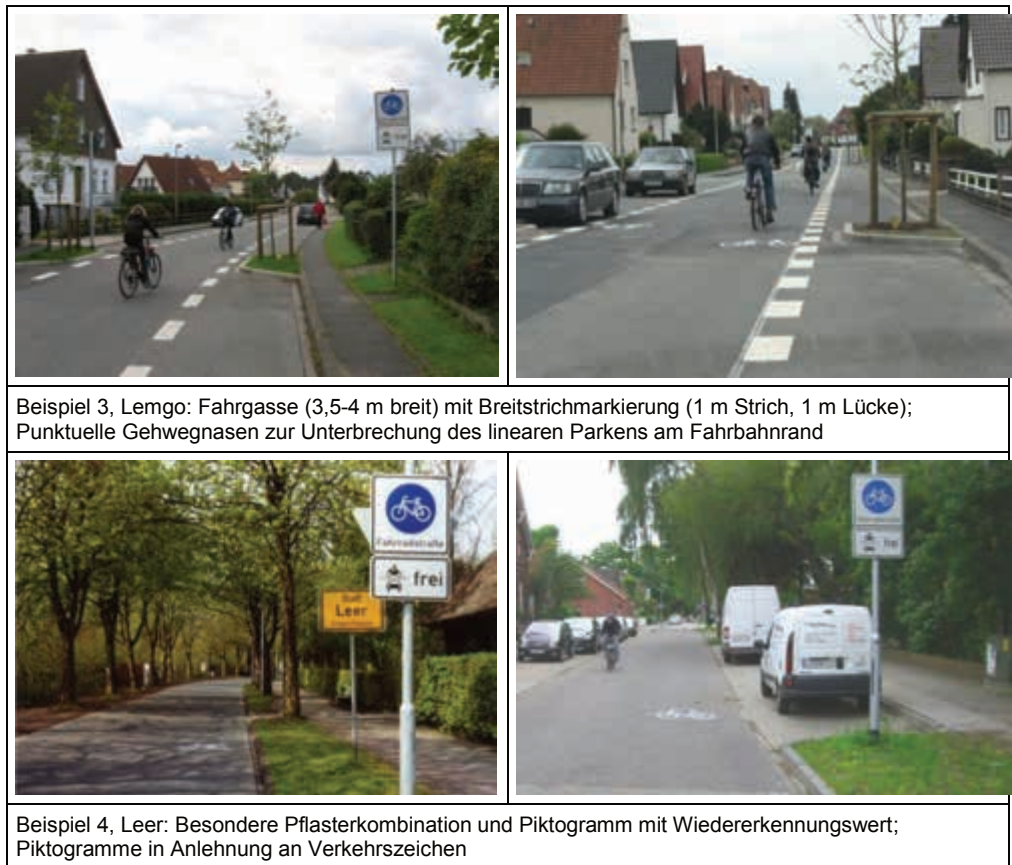 Beispiel 3, Lemgo: Fahrgasse (3,5-4 m breit) mit Breitstrichmarkierung (1 m Strich, 1 m Lücke);
Punktuelle Gehwegnasen zur Unterbrechung des linearen Parkens am Fahrbahnrand
Fahrradstraße
frei
Leer
frei
Beispiel 4, Leer: Besondere Pflasterkombination und Piktogramm mit Wiedererkennungswert;
Piktogramme in Anlehnung an Verkehrszeichen